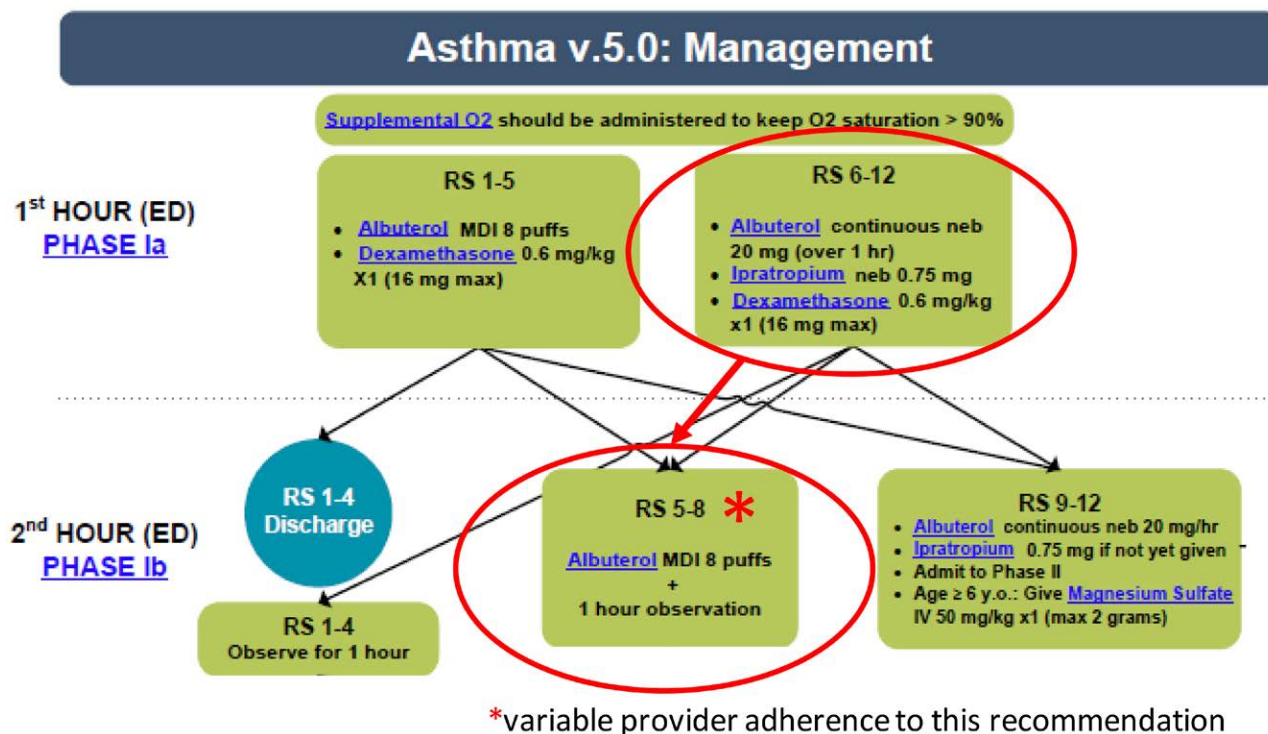 Asthma v.5.0: Management
Supplemental O2 should be administered to keep O2 saturation > 90%
1st HOUR (ED)
PHASE Ia
RS 1-5
• Albuterol MDI 8 puffs
• Dexamethasone 0.6 mg/kg
X1 (16 mg max)
RS 6-12
• Albuterol continuous neb
20 mg (over 1 hr)
• Ipratropium neb 0.75 mg
• Dexamethasone 0.6 mg/kg
x1 (16 mg max)
2nd HOUR (ED)
PHASE Ib
RS 1-4
Discharge
RS 1-4
Observe for 1 hour
RS 5-8 *
Albuterol MDI 8 puffs
+
1 hour observation
RS 9-12
• Albuterol continuous neb 20 mg/hr
• Ipratropium 0.75 mg if not yet given -
• Admit to Phase II
• Age ≥ 6 y.o.: Give Magnesium Sulfate
IV 50 mg/kg x1 (max 2 grams)
*variable provider adherence to this recommendation